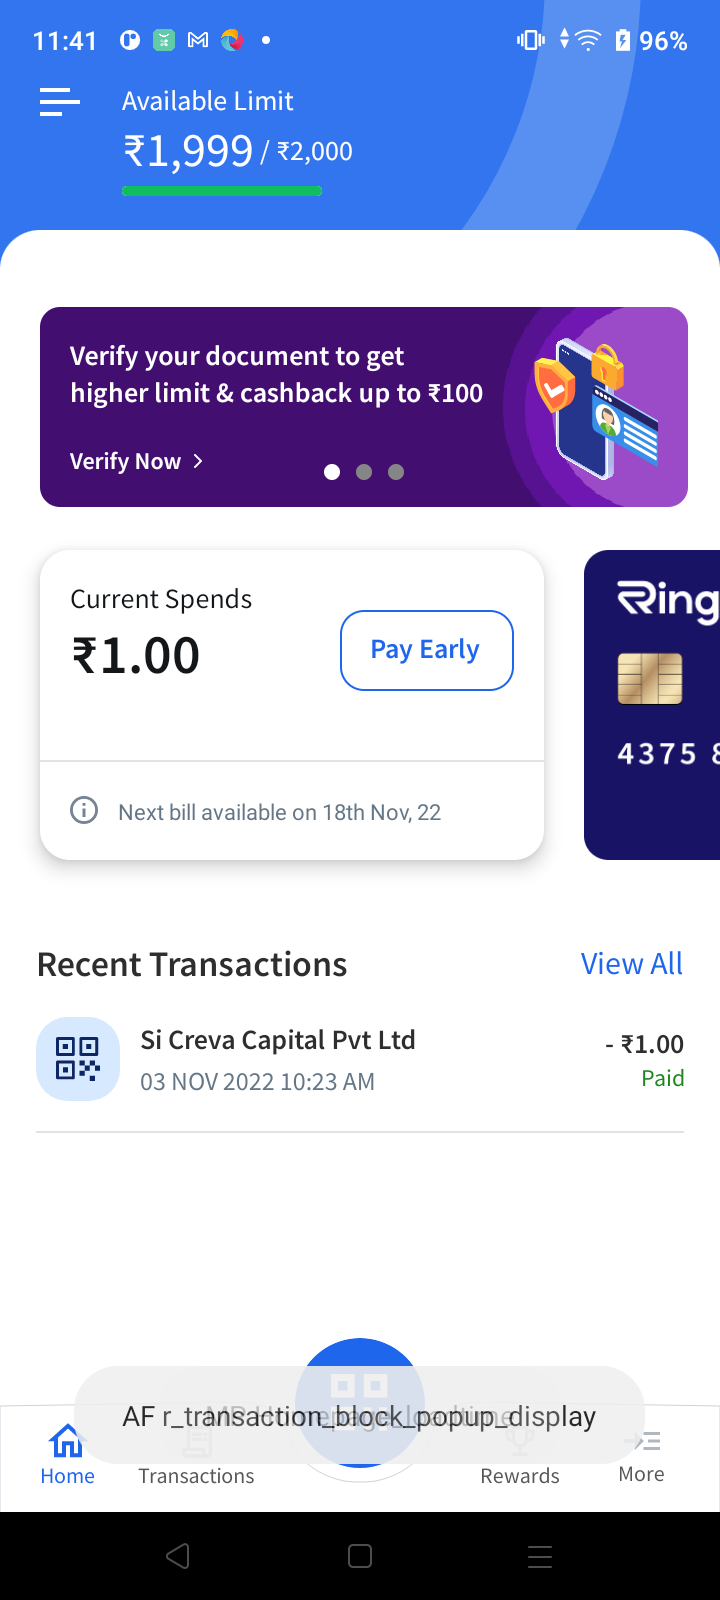 11:41
96%
Available Limit
₹1,999 / ₹2,000
Verify your document to get
higher limit & cashback up to ₹100
Verify Now
Current Spends
₹1.00
Pay Early
Next bill available on 18th Nov, 22
Ring
4375
Recent Transactions
View All
Si Creva Capital Pvt Ltd
- ₹1.00
03 NOV 2022 10:23 AM
Paid
AF r_transaction_block_popup_display
Home
Transactions
Rewards
More